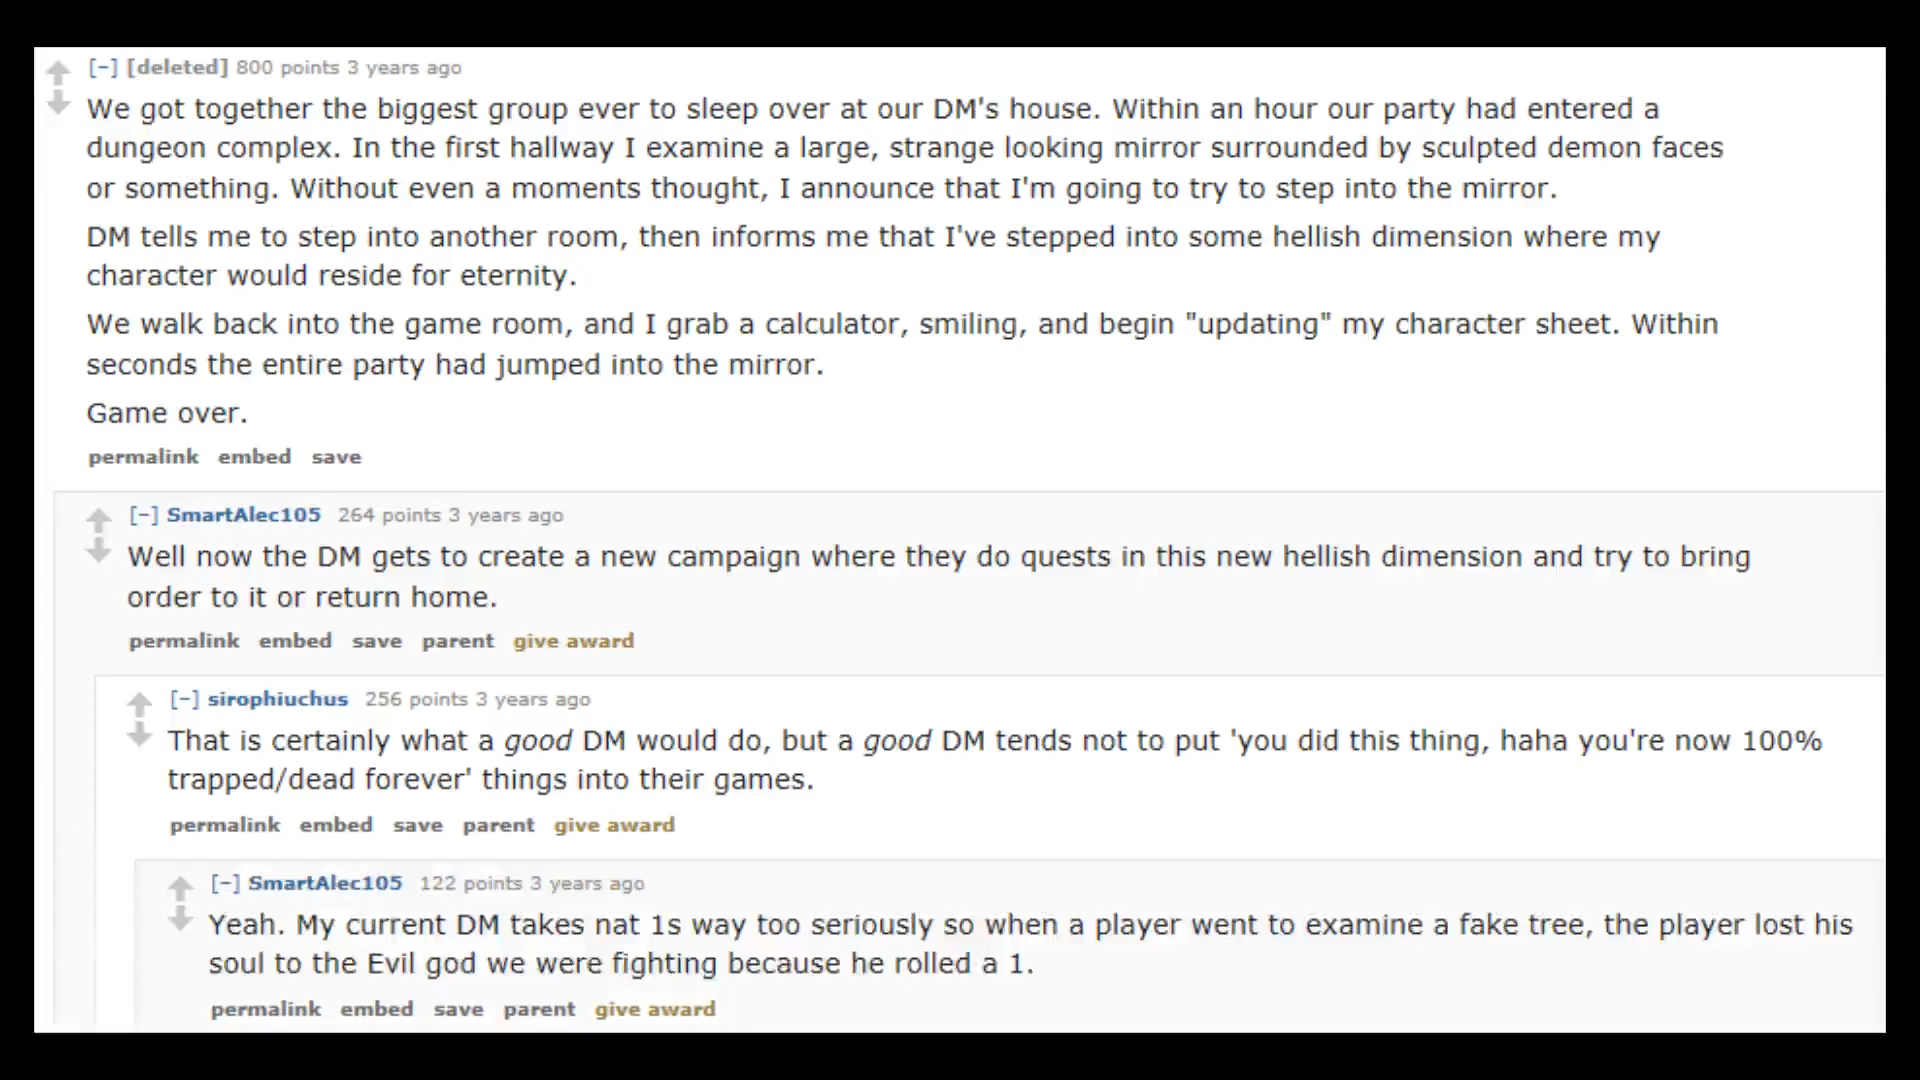 [-] [deleted] 800 points 3 years ago
We got together the biggest group ever to sleep over at our DM's house. Within an hour our party had entered a
dungeon complex. In the first hallway I examine a large, strange looking mirror surrounded by sculpted demon faces
or something. Without even a moments thought, I announce that I'm going to try to step into the mirror.
DM tells me to step into another room, then informs me that I've stepped into some hellish dimension where my
character would reside for eternity.
We walk back into the game room, and I grab a calculator, smiling, and begin "updating" my character sheet. Within
seconds the entire party had jumped into the mirror.
Game over.
permalink embed save
[-] SmartAlec105 264 points 3 years ago
Well now the DM gets to create a new campaign where they do quests in this new hellish dimension and try to bring
order to it or return home.
permalink embed save parent give award
[-] sirophiuchus 256 points 3 years ago
That is certainly what a good DM would do, but a good DM tends not to put 'you did this thing, haha you're now 100%
trapped/dead forever' things into their games.
permalink embed save parent give award
[-] SmartAlec105 122 points 3 years ago
Yeah. My current DM takes nat 1s way too seriously so when a player went to examine a fake tree, the player lost his
soul to the Evil god we were fighting because he rolled a 1.
permalink embed save parent give award